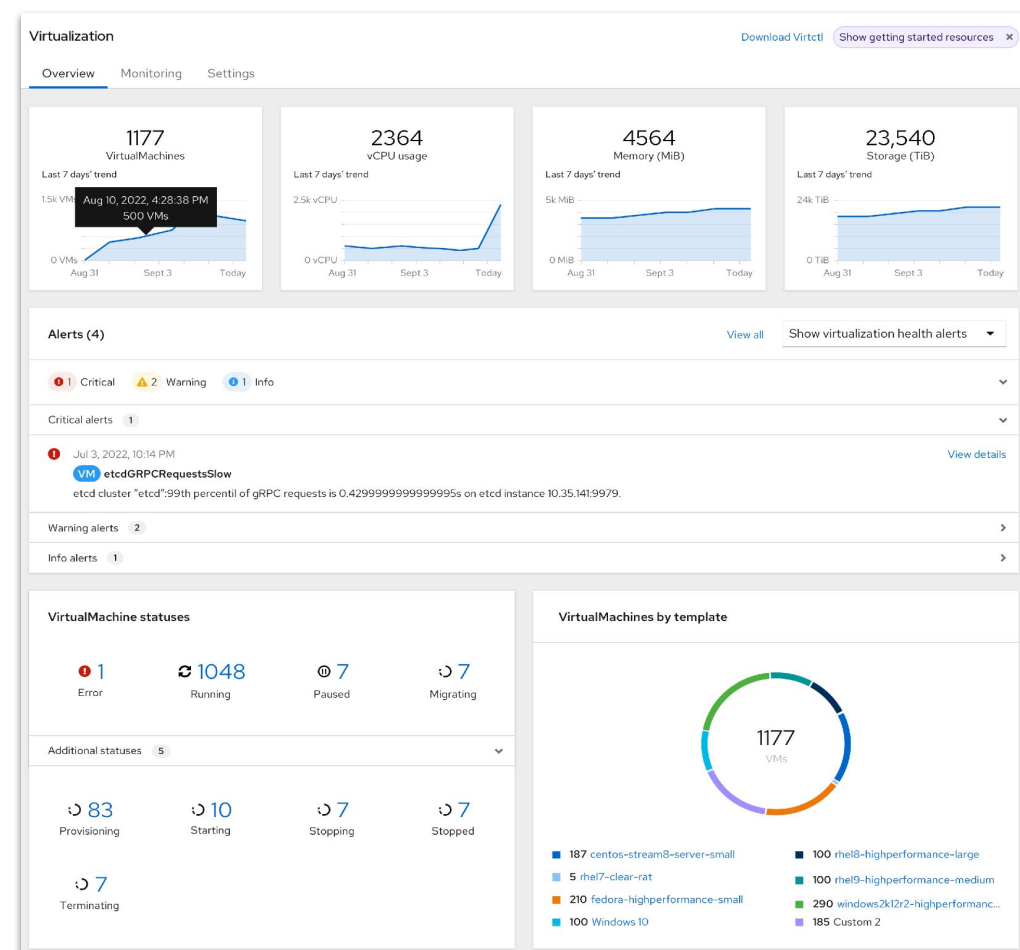 Virtualization
Download Virtctl
Show getting started resources
Overview
Monitoring
Settings
1177
VirtualMachines
Last 7 days' trend
1.5k VMs
Aug 10, 2022, 4:28:38 PM
500 VMs
0 VMs
Aug 31
Sept 3
Today
2364
vCPU usage
Last 7 days' trend
2.5k vCPU
0 vCPU
Aug 31
Sept 3
Today
4564
Memory (MiB)
Last 7 days' trend
5k MiB
0 MiB
Aug 31
Sept 3
Today
23,540
Storage (TiB)
Last 7 days' trend
24k TiB
0 TiB
Aug 31
Sept 3
Today
Alerts (4)
View all
Show virtualization health alerts
1 Critical
2 Warning
1 Info
Critical alerts 1
Jul 3, 2022, 10:14 PM
View details
VM etcdGRPCRequestsSlow
etcd cluster "etcd":99th percentil of gRPC requests is 0.4299999999999995s on etcd instance 10.35.141:9979.
Warning alerts 2
Info alerts 1
VirtualMachine statuses
1
Error
1048
Running
7
Paused
7
Migrating
Additional statuses 5
83
Provisioning
10
Starting
7
Stopping
7
Stopped
7
Terminating
VirtualMachines by template
1177
VMs
187 centos-stream8-server-small
5 rhel7-clear-rat
210 fedora-highperformance-small
100 Windows 10
100 rhel8-highperformance-large
100 rhel9-highperformance-medium
290 windows2k12r2-highperformanc...
185 Custom 2